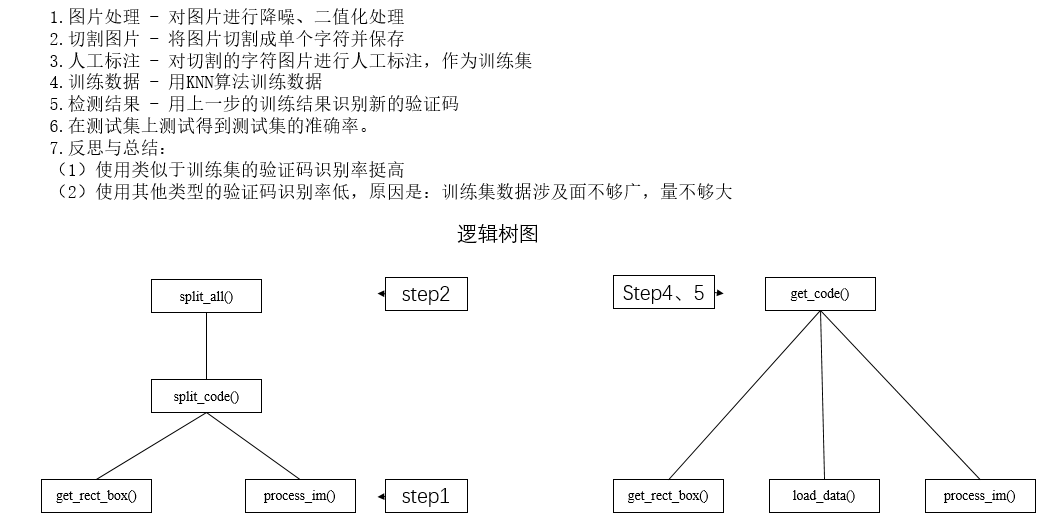 1.图片处理 - 对图片进行降噪、二值化处理
2.切割图片 - 将图片切割成单个字符并保存
3.人工标注 - 对切割的字符图片进行人工标注，作为训练集
4.训练数据 - 用KNN算法训练数据
5.检测结果 - 用上一步的训练结果识别新的验证码
6.在测试集上测试得到测试集的准确率。
7.反思与总结：
（1）使用类似于训练集的验证码识别率挺高
（2）使用其他类型的验证码识别率低，原因是：训练集数据涉及面不够广，量不够大
逻辑树图
split_all()
step2
Step4、5
get_code()
split_code()
get_rect_box()
process_im()
step1
get_rect_box()
load_data()
process_im()